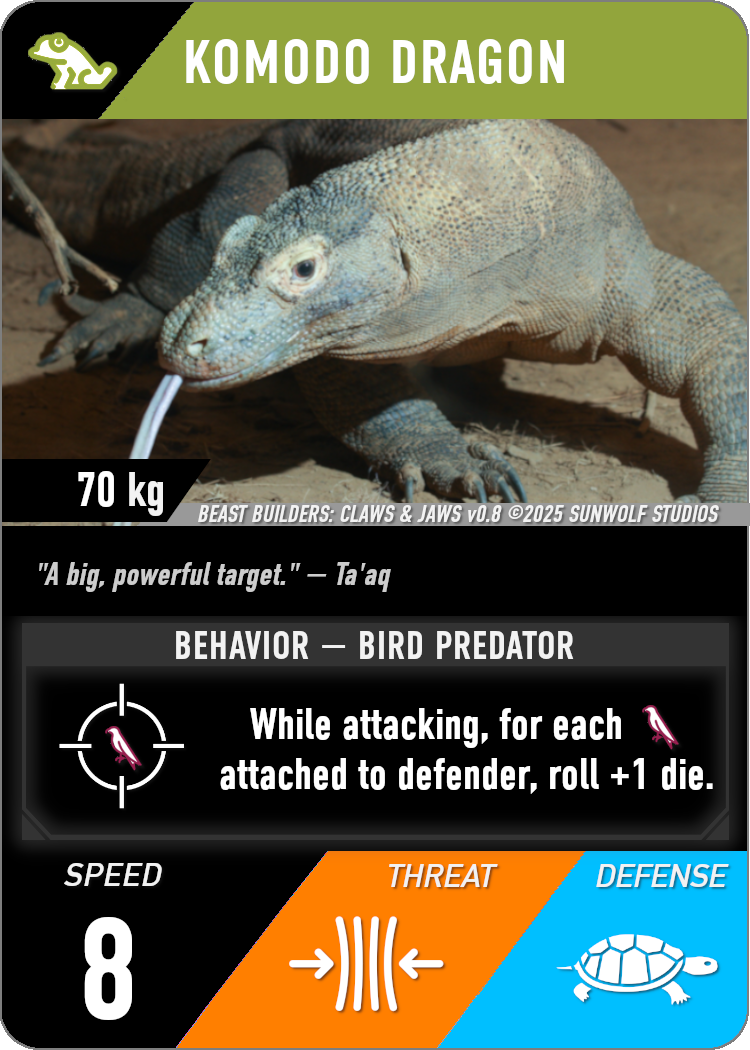 KOMODO DRAGON
70 kg
BEAST BUILDERS: CLAWS & JAWS v0.8 ©2025 SUNWOLF STUDIOS
"A big, powerful target." — Ta'aq
BEHAVIOR — BIRD PREDATOR
While attacking, for each
attached to defender, roll +1 die.
SPEED
THREAT
DEFENSE
8